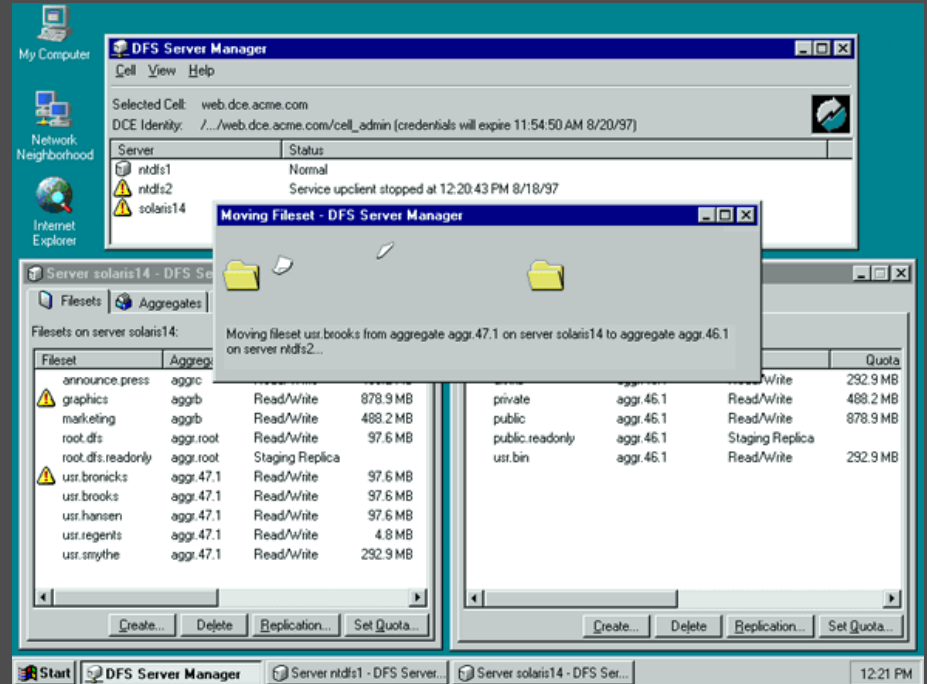 My Computer
Network
Neighborhood
Internet
Explorer
DFS Server Manager
Cell View Help
Selected Cell: web.dce.acme.com
DCE Identity: /.../web.dce.acme.com/cell_admin (credentials will expire 11:54:50 AM 8/20/97)
Server Status
ntdfs1 Normal
ntdfs2 Service upclient stopped at 12:20:43 PM 8/18/97
solaris14
Moving Fileset - DFS Server Manager
Moving fileset usr.brooks from aggregate aggr.47.1 on server solaris14 to aggregate aggr.46.1
on server ntdfs2...
Server solaris14 - DFS Se
Filesets Aggregates
Filesets on server solaris14:
Fileset Aggreg
announce.press aggrc
graphics aggrb Read/Write 878.9 MB
marketing aggrb Read/Write 488.2 MB
root.dfs aggr.root Read/Write 97.6 MB
root.dfs.readonly aggr.root Staging Replica
usr.bronicks aggr.47.1 Read/Write 97.6 MB
usr.brooks aggr.47.1 Read/Write 97.6 MB
usr.hansen aggr.47.1 Read/Write 97.6 MB
usr.regents aggr.47.1 Read/Write 4.8 MB
usr.smythe aggr.47.1 Read/Write 292.9 MB
Create... Delete Replication... Set Quota...
Quota
Read/Write 292.9 MB
private aggr.46.1 Read/Write 488.2 MB
public aggr.46.1 Read/Write 878.9 MB
public.readonly aggr.46.1 Staging Replica
usr.bin aggr.46.1 Read/Write 292.9 MB
Create... Delete Replication... Set Quota...
Start DFS Server Manager Server ntdfs1 - DFS Server... Server solaris14 - DFS Ser... 12:21 PM